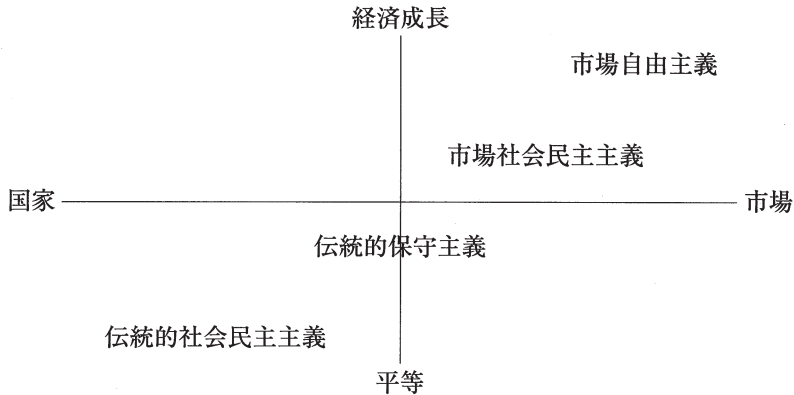 経済成長
市場自由主義
市場社会民主主義
国家
市場
伝統的保守主義
伝統的社会民主主義
平等